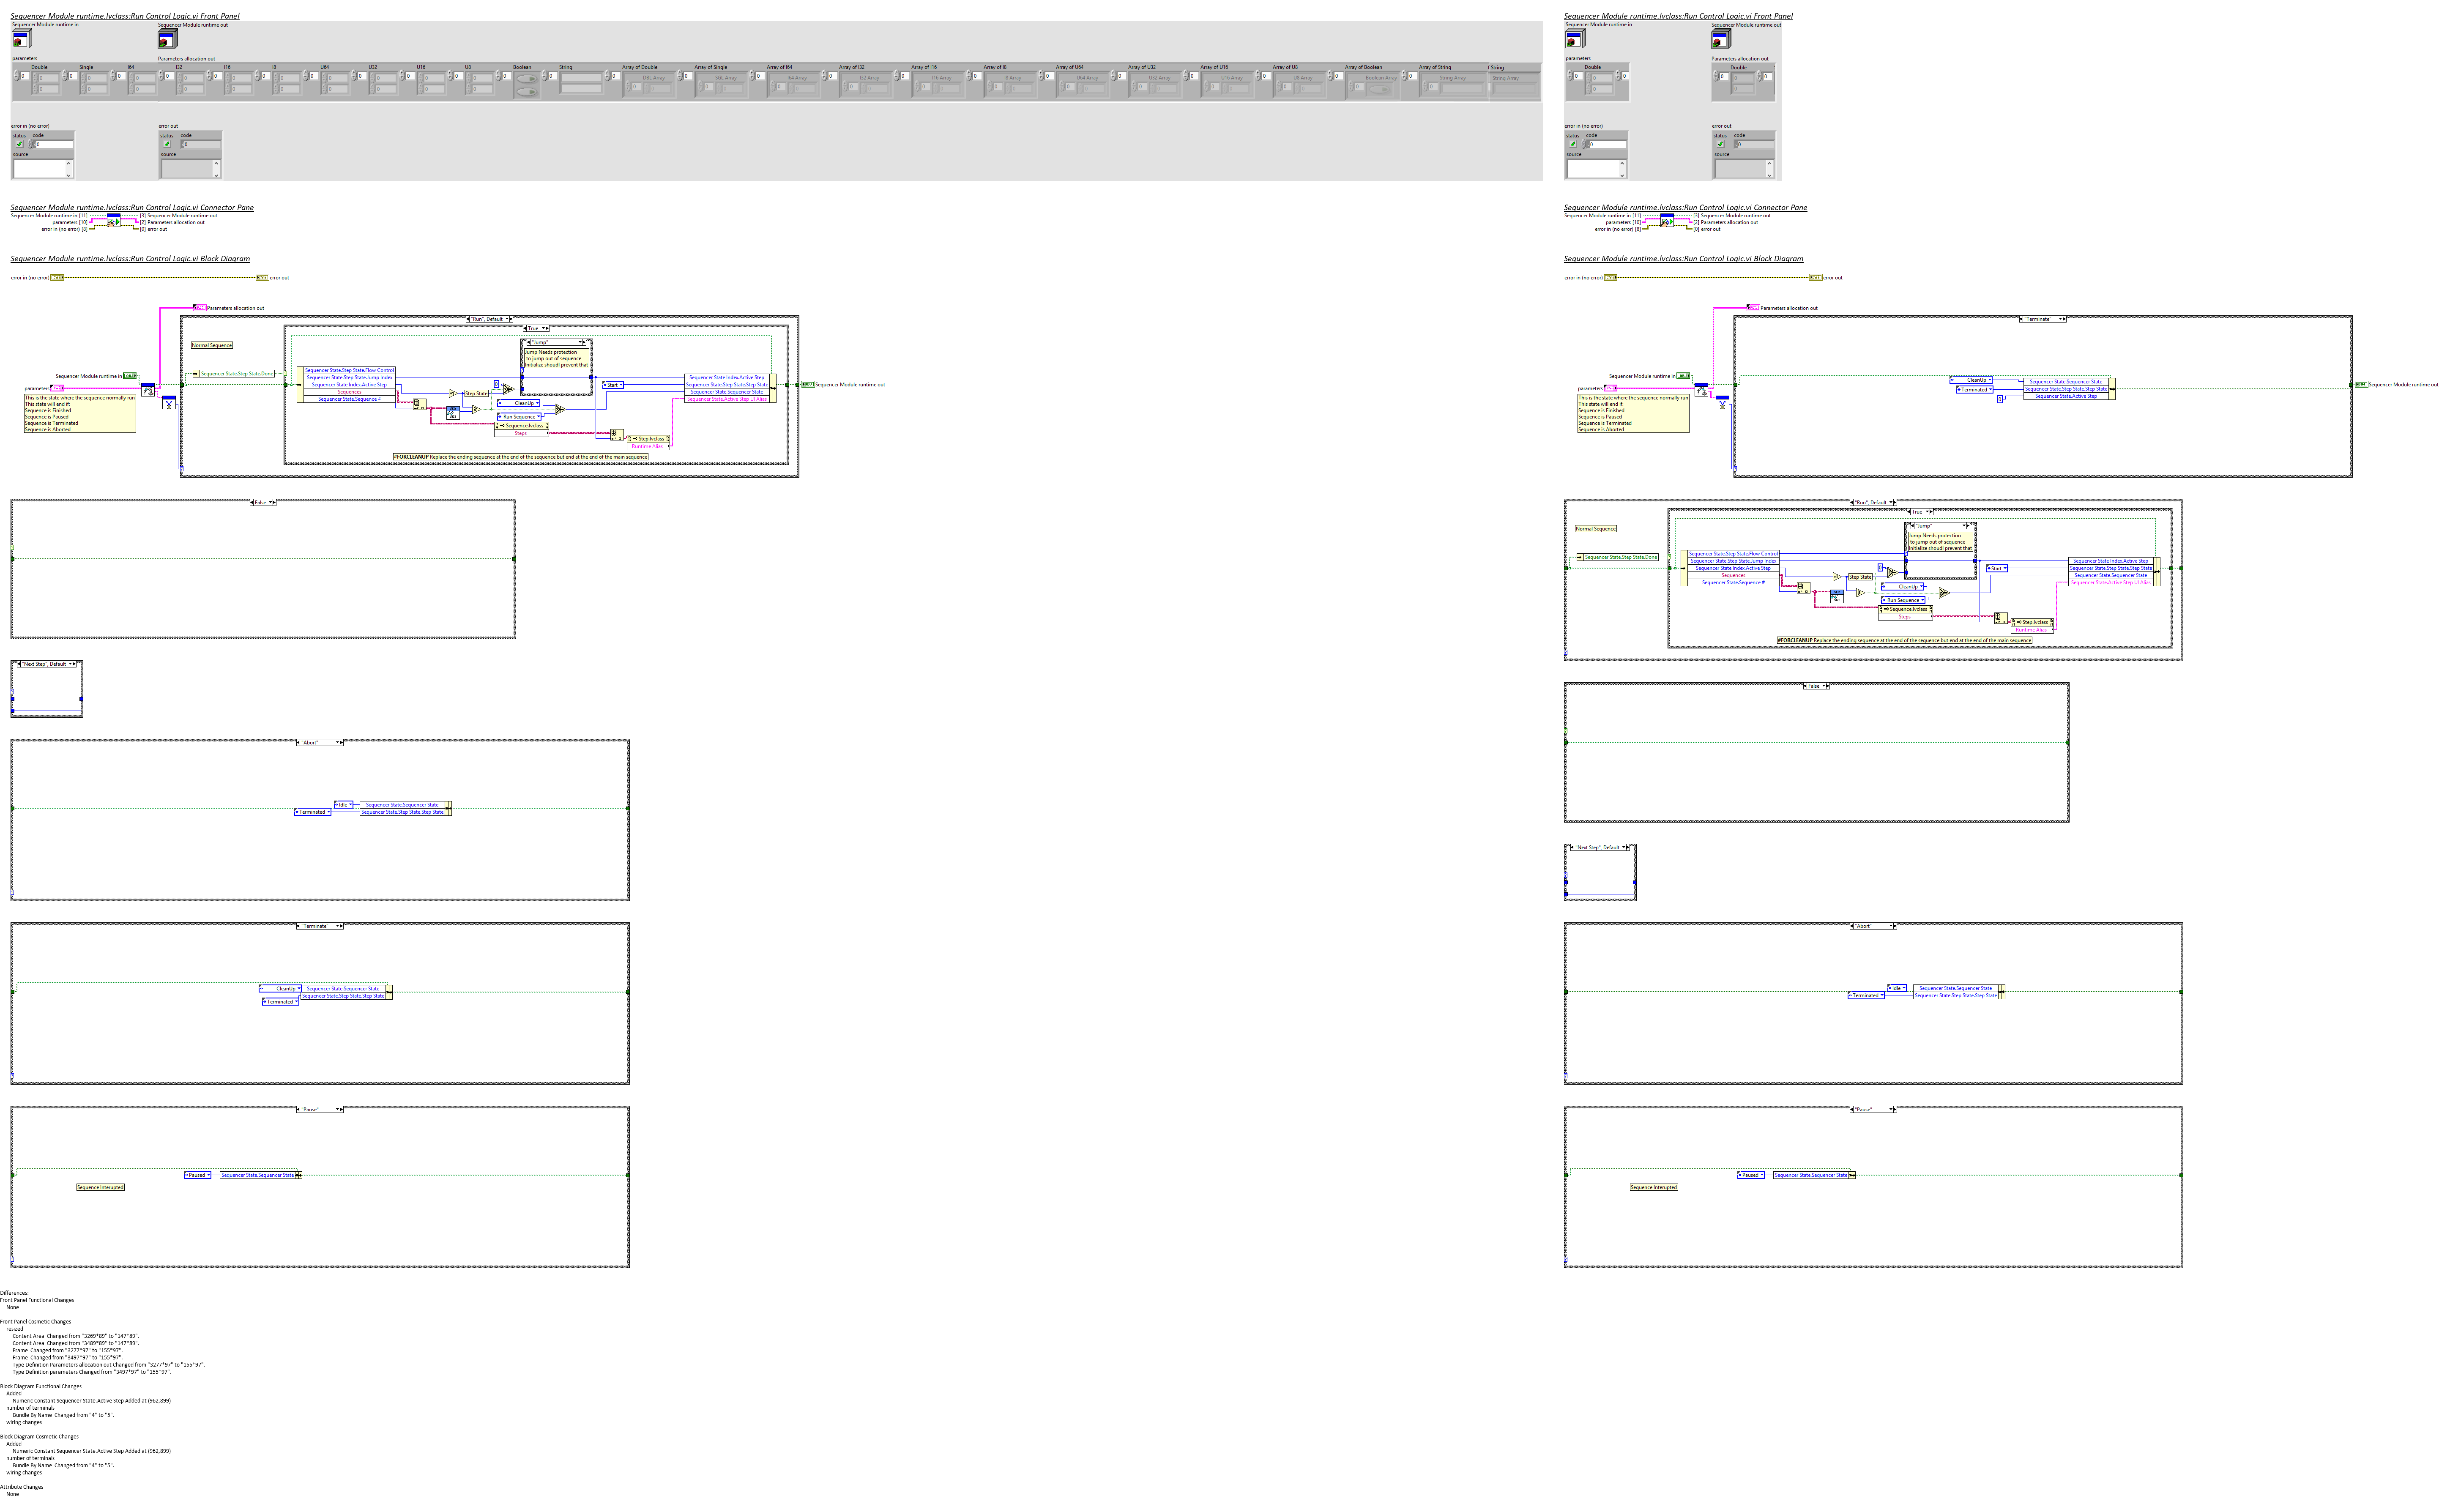 Sequencer Module runtime.lvclass:Run Control Logic.vi Front Panel
Sequencer Module runtime in
Sequencer Module runtime out
parameters
Parameters allocation out
Double
Single
I64
I32
I16
I8
U64
U32
U16
U8
Boolean
String
Array of Double
Array of Single
Array of I64
Array of I32
Array of I16
Array of I8
Array of U64
Array of U32
Array of U16
Array of U8
Array of Boolean
Array of String
f String
DBL Array
SGL Array
I64 Array
I32 Array
I16 Array
I8 Array
U64 Array
U32 Array
U16 Array
U8 Array
Boolean Array
String Array
String Array
error in (no error)
status code
0
source
error out
status code
0
source
Sequencer Module runtime.lvclass:Run Control Logic.vi Connector Pane
Sequencer Module runtime in [11]
parameters [10]
error in (no error) [8]
[3] Sequencer Module runtime out
[2] Parameters allocation out
[0] error out
Sequencer Module runtime.lvclass:Run Control Logic.vi Block Diagram
error in (no error)
error out
Parameters allocation out
"Run", Default
True
Normal Sequence
"Jump"
Jump Needs protection
to jump out of sequence
Initialize shoudl prevent that
Sequencer State.Step State.Done
Sequencer State.Step State.Flow Control
Sequencer State.Step State.Jump Index
Sequencer State Index.Active Step
Sequences
Sequencer State.Sequence #
Step State
0
CleanUp
Run Sequence
Start
Sequencer State Index.Active Step
Sequencer State.Step State.Step State
Sequencer State.Sequencer State
Sequencer State.Active Step UI Alias
Sequence.lvclass
Steps
Step.lvclass
Runtime Alias
#FORCLEANUP Replace the ending sequence at the end of the sequence but end at the end of the main sequence
Sequencer Module runtime in
parameters
Sequencer Module runtime out
This is the state where the sequence normally run
This state will end if:
Sequence is Finished
Sequence is Paused
Sequence is Terminated
Sequence is Aborted
False
"Next Step", Default
"Abort"
Idle
Terminated
Sequencer State.Sequencer State
Sequencer State.Step State.Step State
"Terminate"
CleanUp
Terminated
Sequencer State.Sequencer State
Sequencer State.Step State.Step State
"Pause"
Paused
Sequencer State.Sequencer State
Sequence Interupted
Differences:
Front Panel Functional Changes
None
Front Panel Cosmetic Changes
resized
Content Area  Changed from "3269*89" to "147*89".
Content Area  Changed from "3489*89" to "147*89".
Frame  Changed from "3277*97" to "155*97".
Frame  Changed from "3497*97" to "155*97".
Type Definition Parameters allocation out Changed from "3277*97" to "155*97".
Type Definition parameters Changed from "3497*97" to "155*97".
Block Diagram Functional Changes
Added
Numeric Constant Sequencer State.Active Step Added at (962,899)
number of terminals
Bundle By Name  Changed from "4" to "5".
wiring changes
Block Diagram Cosmetic Changes
Added
Numeric Constant Sequencer State.Active Step Added at (962,899)
number of terminals
Bundle By Name  Changed from "4" to "5".
wiring changes
Attribute Changes
None
Sequencer Module runtime.lvclass:Run Control Logic.vi Front Panel
Sequencer Module runtime in
Sequencer Module runtime out
parameters
Parameters allocation out
Double
Double
error in (no error)
status code
0
source
error out
status code
0
source
Sequencer Module runtime.lvclass:Run Control Logic.vi Connector Pane
Sequencer Module runtime in [11]
parameters [10]
error in (no error) [8]
[3] Sequencer Module runtime out
[2] Parameters allocation out
[0] error out
Sequencer Module runtime.lvclass:Run Control Logic.vi Block Diagram
error in (no error)
error out
Parameters allocation out
"Terminate"
Sequencer Module runtime in
parameters
CleanUp
Terminated
0
Sequencer State.Sequencer State
Sequencer State.Step State.Step State
Sequencer State.Active Step
Sequencer Module runtime out
This is the state where the sequence normally run
This state will end if:
Sequence is Finished
Sequence is Paused
Sequence is Terminated
Sequence is Aborted
"Run", Default
True
Normal Sequence
"Jump"
Jump Needs protection
to jump out of sequence
Initialize shoudl prevent that
Sequencer State.Step State.Done
Sequencer State.Step State.Flow Control
Sequencer State.Step State.Jump Index
Sequencer State Index.Active Step
Sequences
Sequencer State.Sequence #
Step State
0
CleanUp
Run Sequence
Start
Sequencer State Index.Active Step
Sequencer State.Step State.Step State
Sequencer State.Sequencer State
Sequencer State.Active Step UI Alias
Sequence.lvclass
Steps
Step.lvclass
Runtime Alias
#FORCLEANUP Replace the ending sequence at the end of the sequence but end at the end of the main sequence
False
"Next Step", Default
"Abort"
Idle
Terminated
Sequencer State.Sequencer State
Sequencer State.Step State.Step State
"Pause"
Paused
Sequencer State.Sequencer State
Sequence Interupted